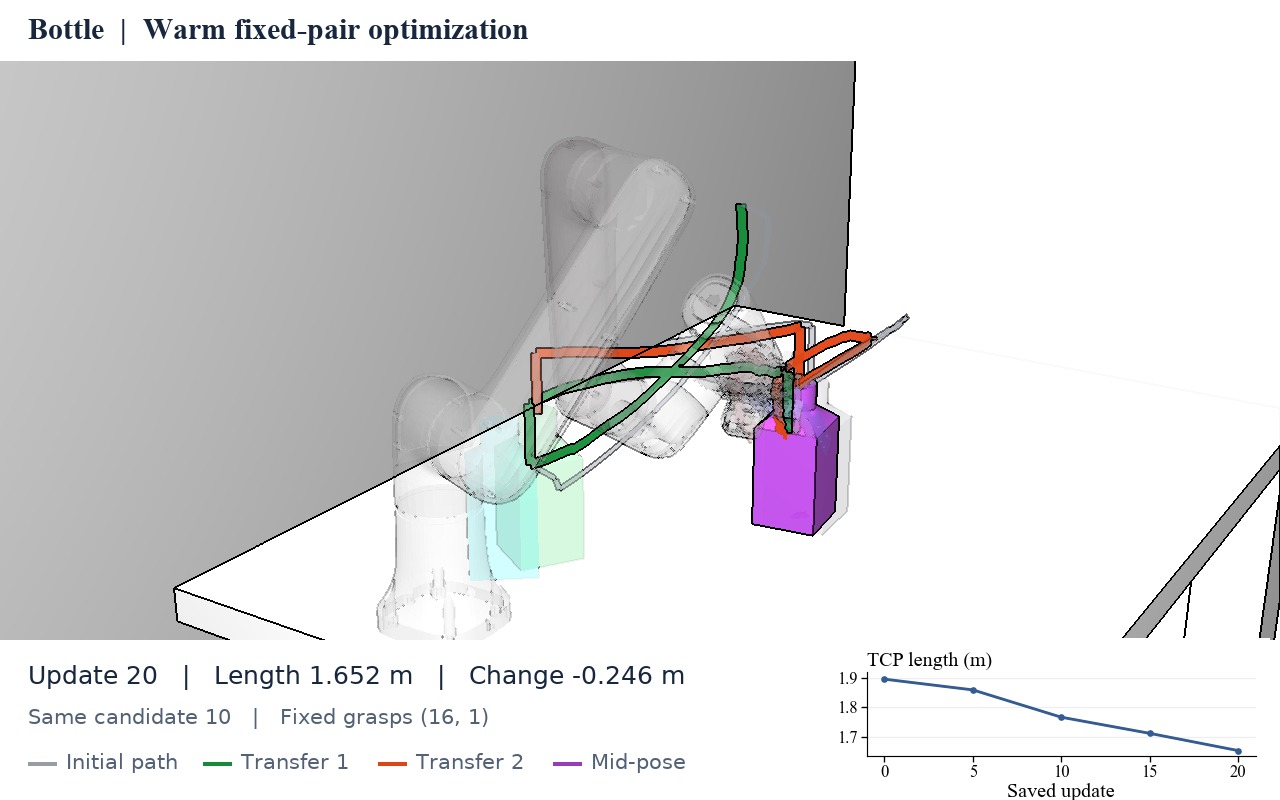 Bottle | Warm fixed-pair optimization
Update 20 | Length 1.652 m | Change -0.246 m
Same candidate 10 | Fixed grasps (16, 1)
Initial path Transfer 1 Transfer 2 Mid-pose
TCP length (m)
1.9
1.8
1.7
0 5 10 15 20
Saved update